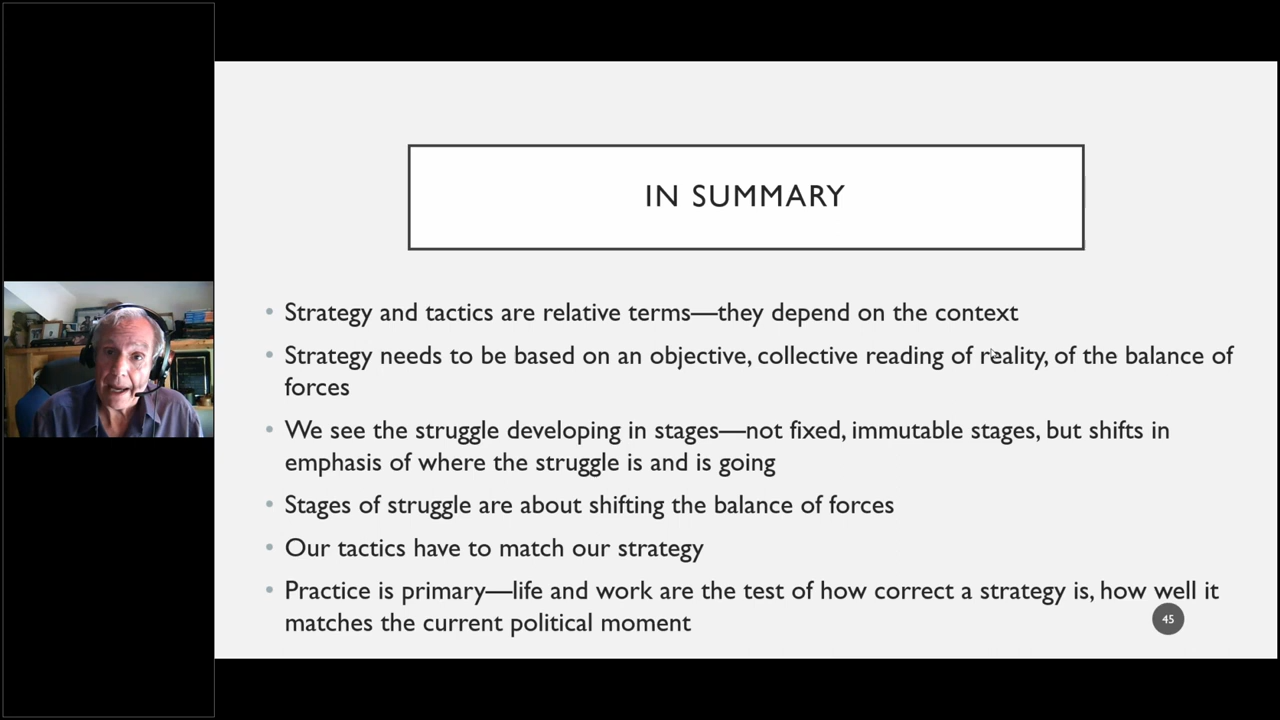 IN SUMMARY
• Strategy and tactics are relative terms—they depend on the context
• Strategy needs to be based on an objective, collective reading of reality, of the balance of
forces
• We see the struggle developing in stages—not fixed, immutable stages, but shifts in
emphasis of where the struggle is and is going
• Stages of struggle are about shifting the balance of forces
• Our tactics have to match our strategy
• Practice is primary—life and work are the test of how correct a strategy is, how well it
matches the current political moment
45